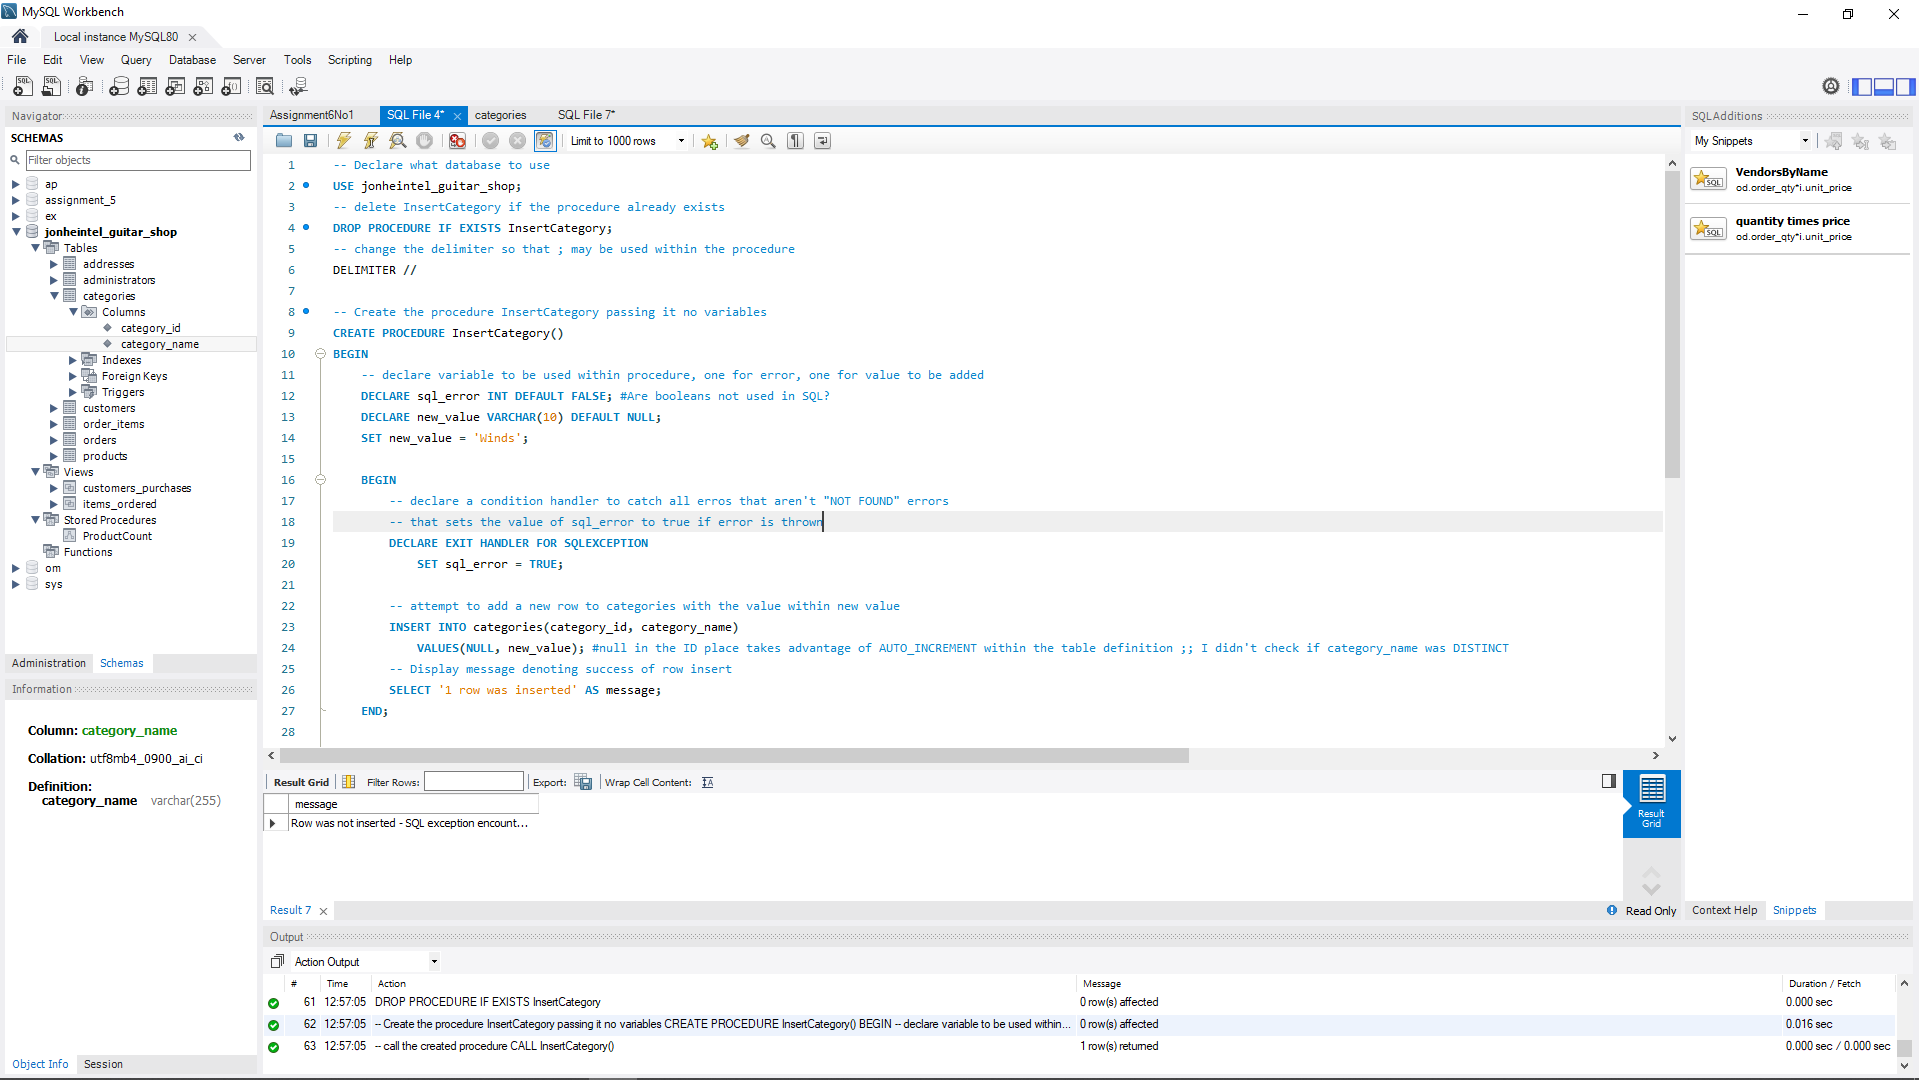 MySQL Workbench
Local instance MySQL80
File Edit View Query Database Server Tools Scripting Help
Navigator
SCHEMAS
Filter objects
ap
assignment_5
ex
jonheintel_guitar_shop
Tables
addresses
administrators
categories
Columns
category_id
category_name
Indexes
Foreign Keys
Triggers
customers
order_items
orders
products
Views
customers_purchases
items_ordered
Stored Procedures
ProductCount
Functions
om
sys
Administration Schemas
Information
Column: category_name
Collation: utf8mb4_0900_ai_ci
Definition:
category_name varchar(255)
Object Info Session
Assignment6No1 SQL File 4* categories SQL File 7*
Limit to 1000 rows
1 -- Declare what database to use
2 USE jonheintel_guitar_shop;
3 -- delete InsertCategory if the procedure already exists
4 DROP PROCEDURE IF EXISTS InsertCategory;
5 -- change the delimiter so that ; may be used within the procedure
6 DELIMITER //
7
8 -- Create the procedure InsertCategory passing it no variables
9 CREATE PROCEDURE InsertCategory()
10 BEGIN
11 -- declare variable to be used within procedure, one for error, one for value to be added
12 DECLARE sql_error INT DEFAULT FALSE; #Are booleans not used in SQL?
13 DECLARE new_value VARCHAR(10) DEFAULT NULL;
14 SET new_value = 'Winds';
15
16 BEGIN
17 -- declare a condition handler to catch all erros that aren't "NOT FOUND" errors
18 -- that sets the value of sql_error to true if error is thrown
19 DECLARE EXIT HANDLER FOR SQLEXCEPTION
20 SET sql_error = TRUE;
21
22 -- attempt to add a new row to categories with the value within new value
23 INSERT INTO categories(category_id, category_name)
24 VALUES(NULL, new_value); #null in the ID place takes advantage of AUTO_INCREMENT within the table definition ;; I didn't check if category_name was DISTINCT
25 -- Display message denoting success of row insert
26 SELECT '1 row was inserted' AS message;
27 END;
28
Result Grid Filter Rows: Export: Wrap Cell Content:
message
Row was not inserted - SQL exception encount...
Result Grid
Result 7
Read Only
Output
Action Output
# Time Action Message Duration / Fetch
61 12:57:05 DROP PROCEDURE IF EXISTS InsertCategory 0 row(s) affected 0.000 sec
62 12:57:05 -- Create the procedure InsertCategory passing it no variables CREATE PROCEDURE InsertCategory() BEGIN -- declare variable to be used within... 0 row(s) affected 0.016 sec
63 12:57:05 -- call the created procedure CALL InsertCategory() 1 row(s) returned 0.000 sec / 0.000 sec
SQLAdditions
My Snippets
VendorsByName
od.order_qty*i.unit_price
quantity times price
od.order_qty*i.unit_price
Context Help Snippets